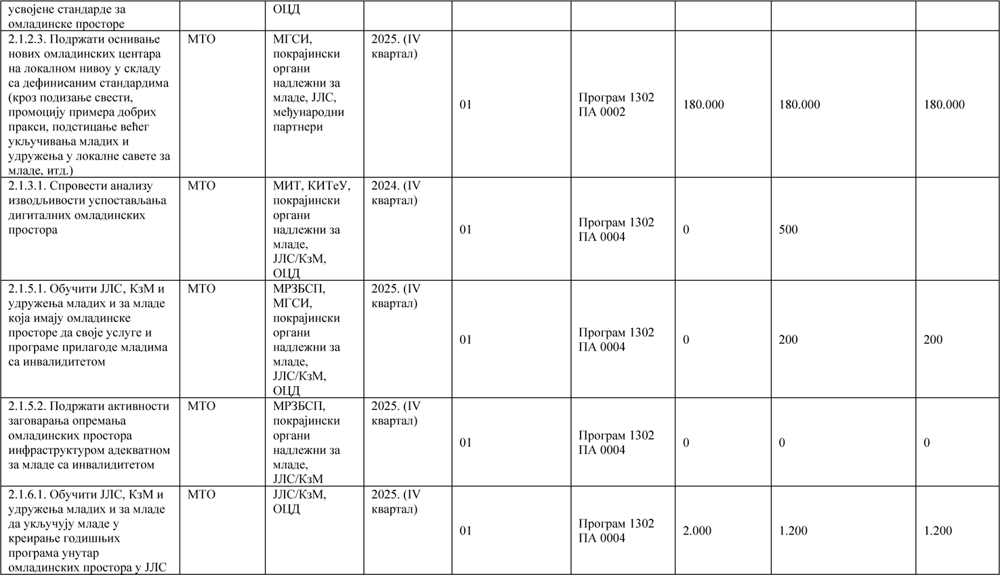 усвојене стандарде за
омладинске просторе
ОЦД
2.1.2.3. Подржати оснивање
нових омладинских центара
на локалном нивоу у складу
са дефинисаним стандардима
(кроз подизање свести,
промоцију примера добрих
пракси, подстицање већег
укључивања младих и
удружења у локалне савете за
младе, итд.)
МТО
МГСИ,
покрајински
органи
надлежни за
младе, ЈЛС,
међународни
партнери
2025. (IV
квартал)
01
Програм 1302
ПА 0002
180.000
180.000
180.000
2.1.3.1. Спровести анализу
изводљивости успостављања
дигиталних омладинских
простора
МТО
МИТ, КИТеУ,
покрајински
органи
надлежни за
младе,
ЈЛС/КзМ,
ОЦД
2024. (IV
квартал)
01
Програм 1302
ПА 0004
0
500
2.1.5.1. Обучити ЈЛС, КзМ и
удружења младих и за младе
која имају омладинске
просторе да своје услуге и
програме прилагоде младима
са инвалидитетом
МТО
МРЗБСП,
МГСИ,
покрајински
органи
надлежни за
младе,
ЈЛС/КзМ,
ОЦД
2025. (IV
квартал)
01
Програм 1302
ПА 0004
0
200
200
2.1.5.2. Подржати активности
заговарања опремања
омладинских простора
инфраструктуром адекватном
за младе са инвалидитетом
МТО
МРЗБСП,
покрајински
органи
надлежни за
младе,
ЈЛС/КзМ
2025. (IV
квартал)
01
Програм 1302
ПА 0004
0
0
0
2.1.6.1. Обучити ЈЛС, КзМ и
удружења младих и за младе
да укључују младе у
креирање годишњих
програма унутар
омладинских простора у ЈЛС
МТО
ЈЛС/КзМ,
ОЦД
2025. (IV
квартал)
01
Програм 1302
ПА 0004
2.000
1.200
1.200